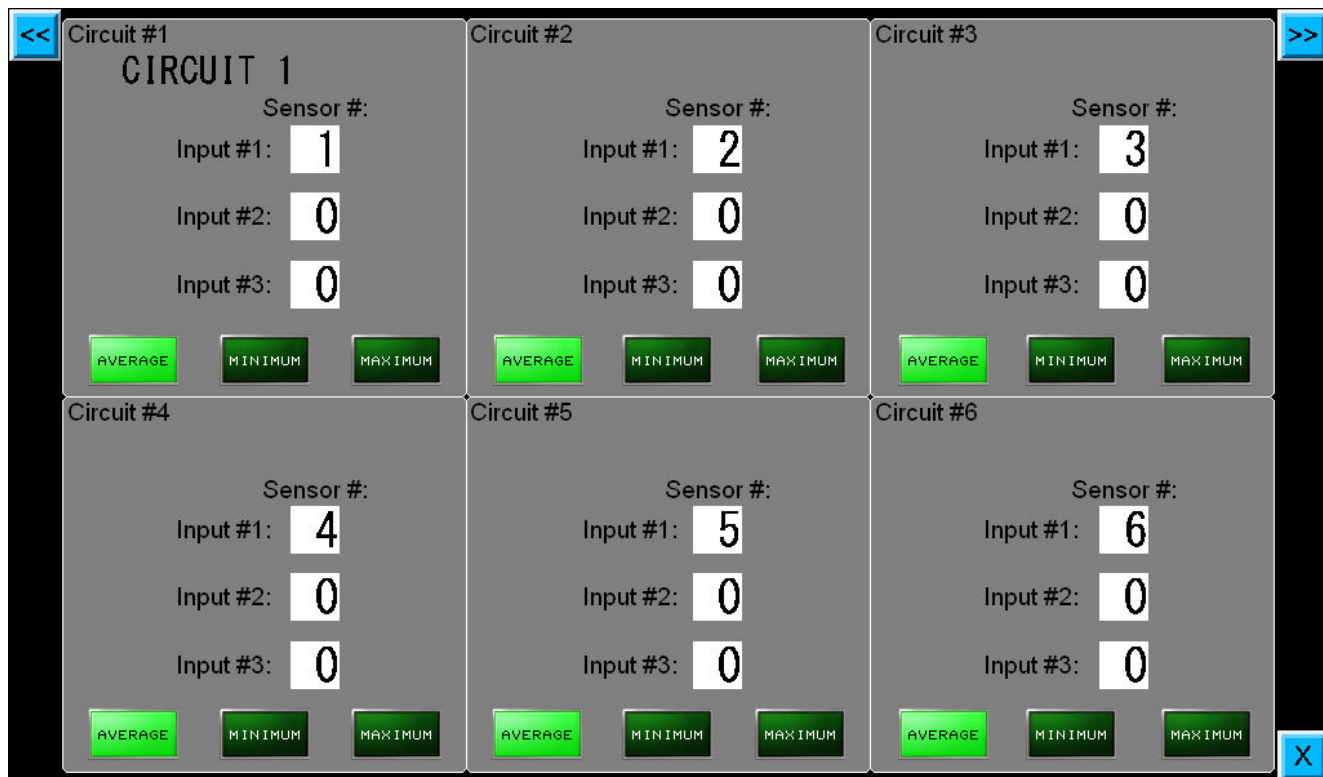 << Circuit #1 Circuit #2 Circuit #3 >>
CIRCUIT 1
Sensor #: Sensor #: Sensor #:
Input #1: 1 Input #1: 2 Input #1: 3
Input #2: 0 Input #2: 0 Input #2: 0
Input #3: 0 Input #3: 0 Input #3: 0
AVERAGE MINIMUM MAXIMUM AVERAGE MINIMUM MAXIMUM AVERAGE MINIMUM MAXIMUM
Circuit #4 Circuit #5 Circuit #6
Sensor #: Sensor #: Sensor #:
Input #1: 4 Input #1: 5 Input #1: 6
Input #2: 0 Input #2: 0 Input #2: 0
Input #3: 0 Input #3: 0 Input #3: 0
AVERAGE MINIMUM MAXIMUM AVERAGE MINIMUM MAXIMUM AVERAGE MINIMUM MAXIMUM
X